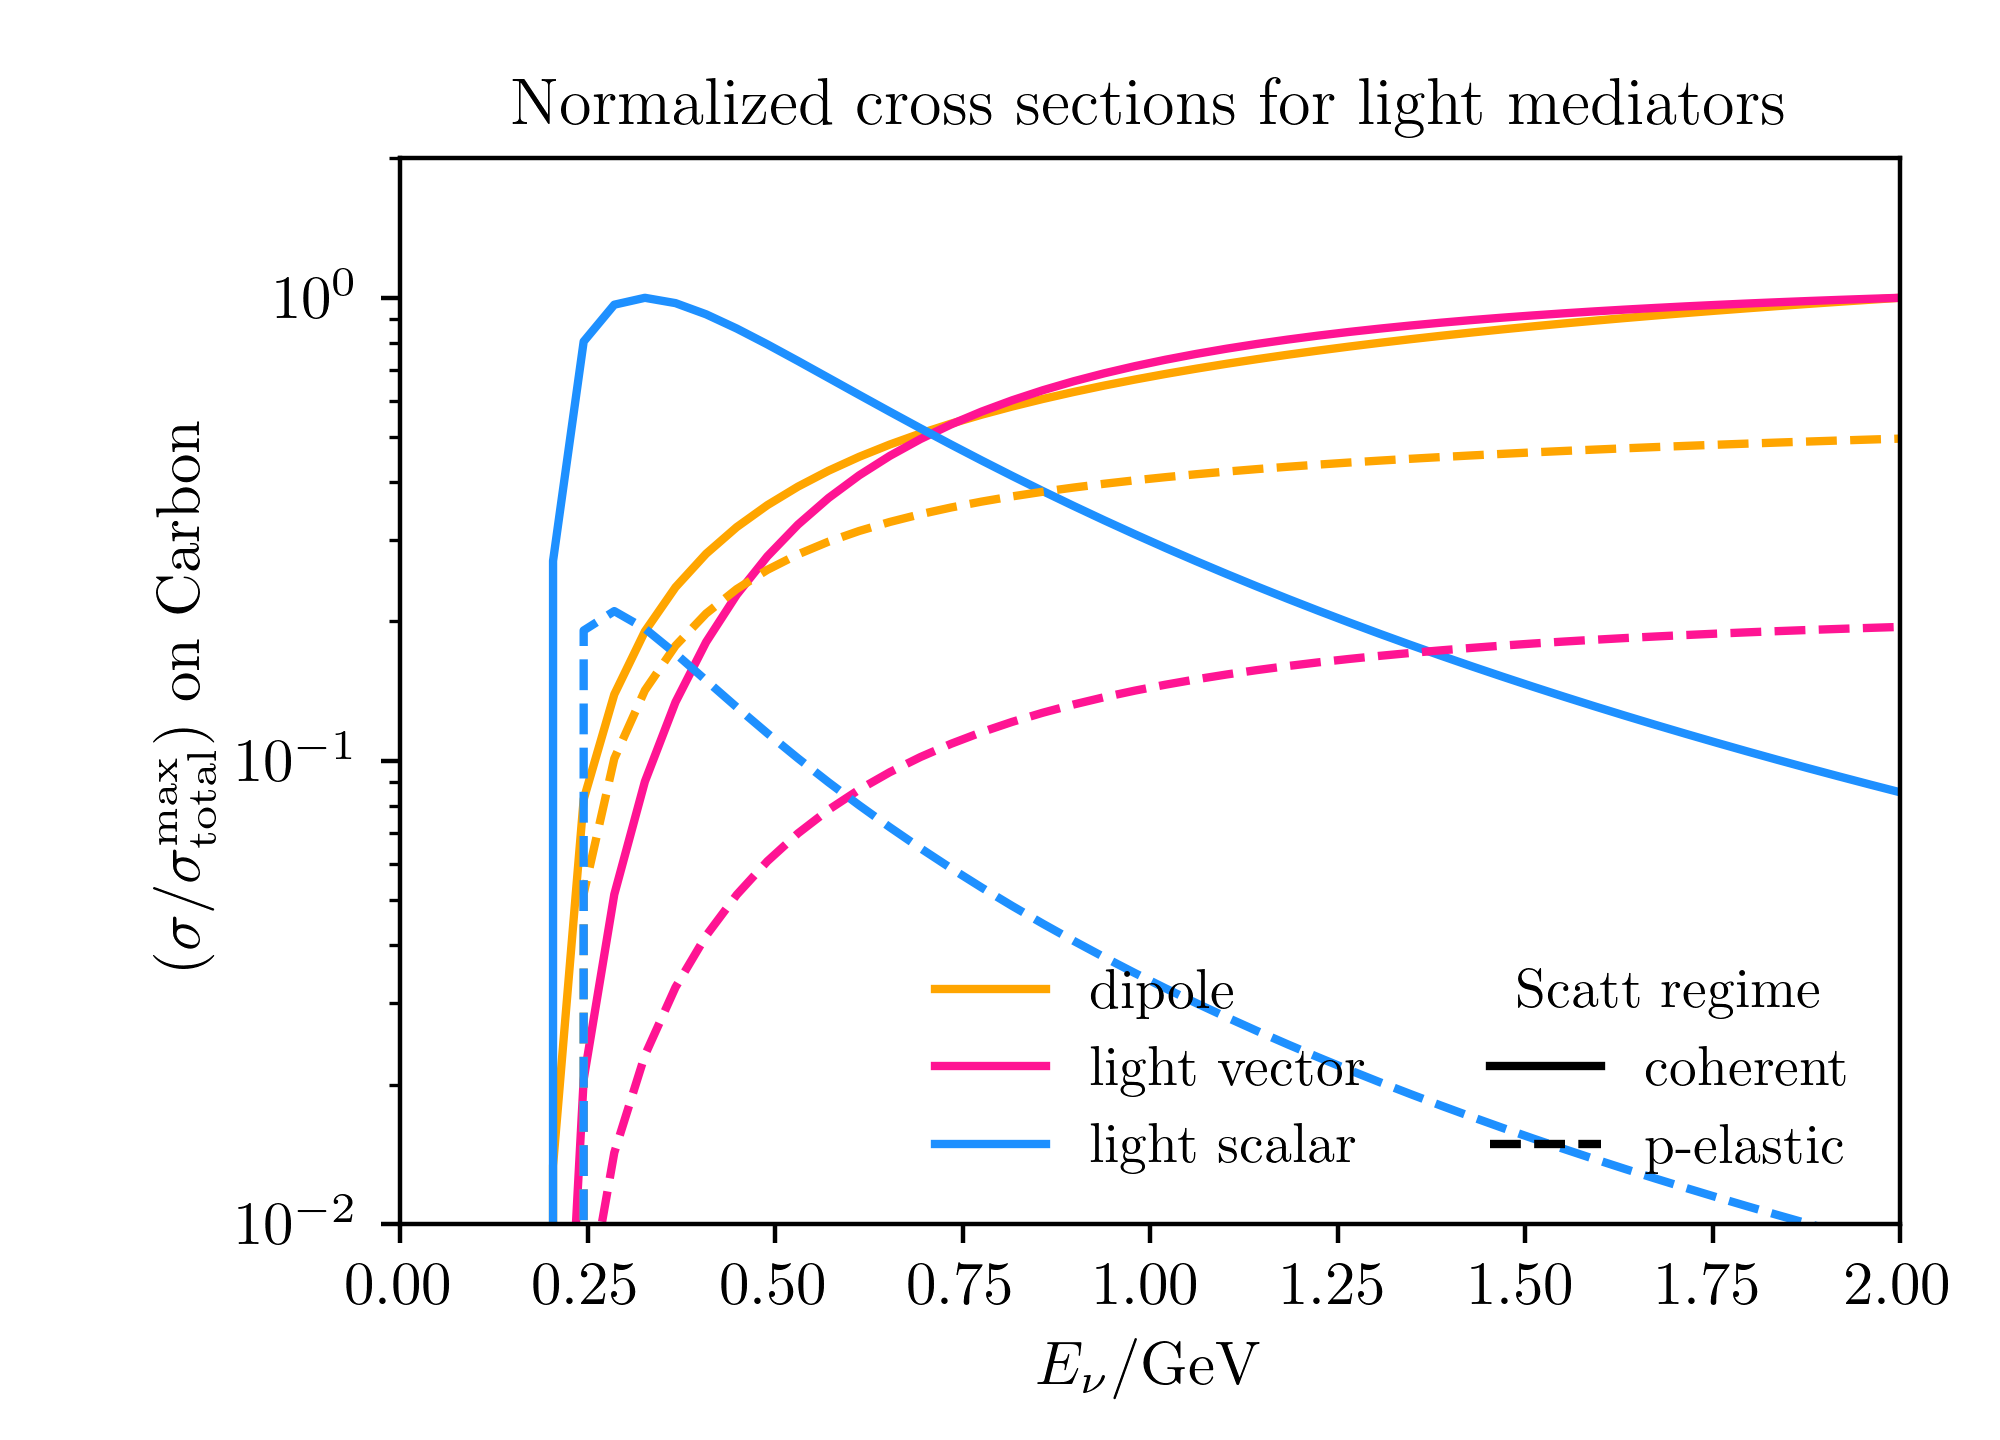 Normalized cross sections for light mediators
(σ/σ_total^max) on Carbon
10^0
10^−1
10^−2
dipole
light vector
light scalar
Scatt regime
coherent
p-elastic
0.00 0.25 0.50 0.75 1.00 1.25 1.50 1.75 2.00
E_ν/GeV